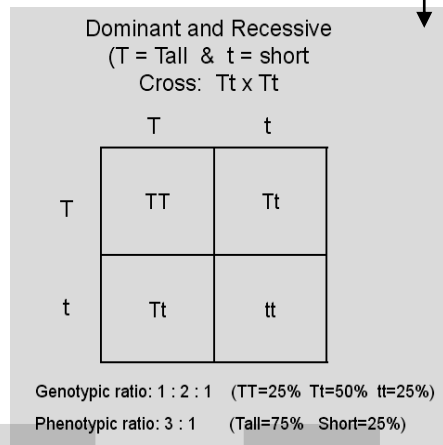 Dominant and Recessive
(T = Tall & t = short
Cross: Tt x Tt
T t
T TT Tt
t Tt tt
Genotypic ratio: 1 : 2 : 1 (TT=25% Tt=50% tt=25%)
Phenotypic ratio: 3 : 1 (Tall=75% Short=25%)